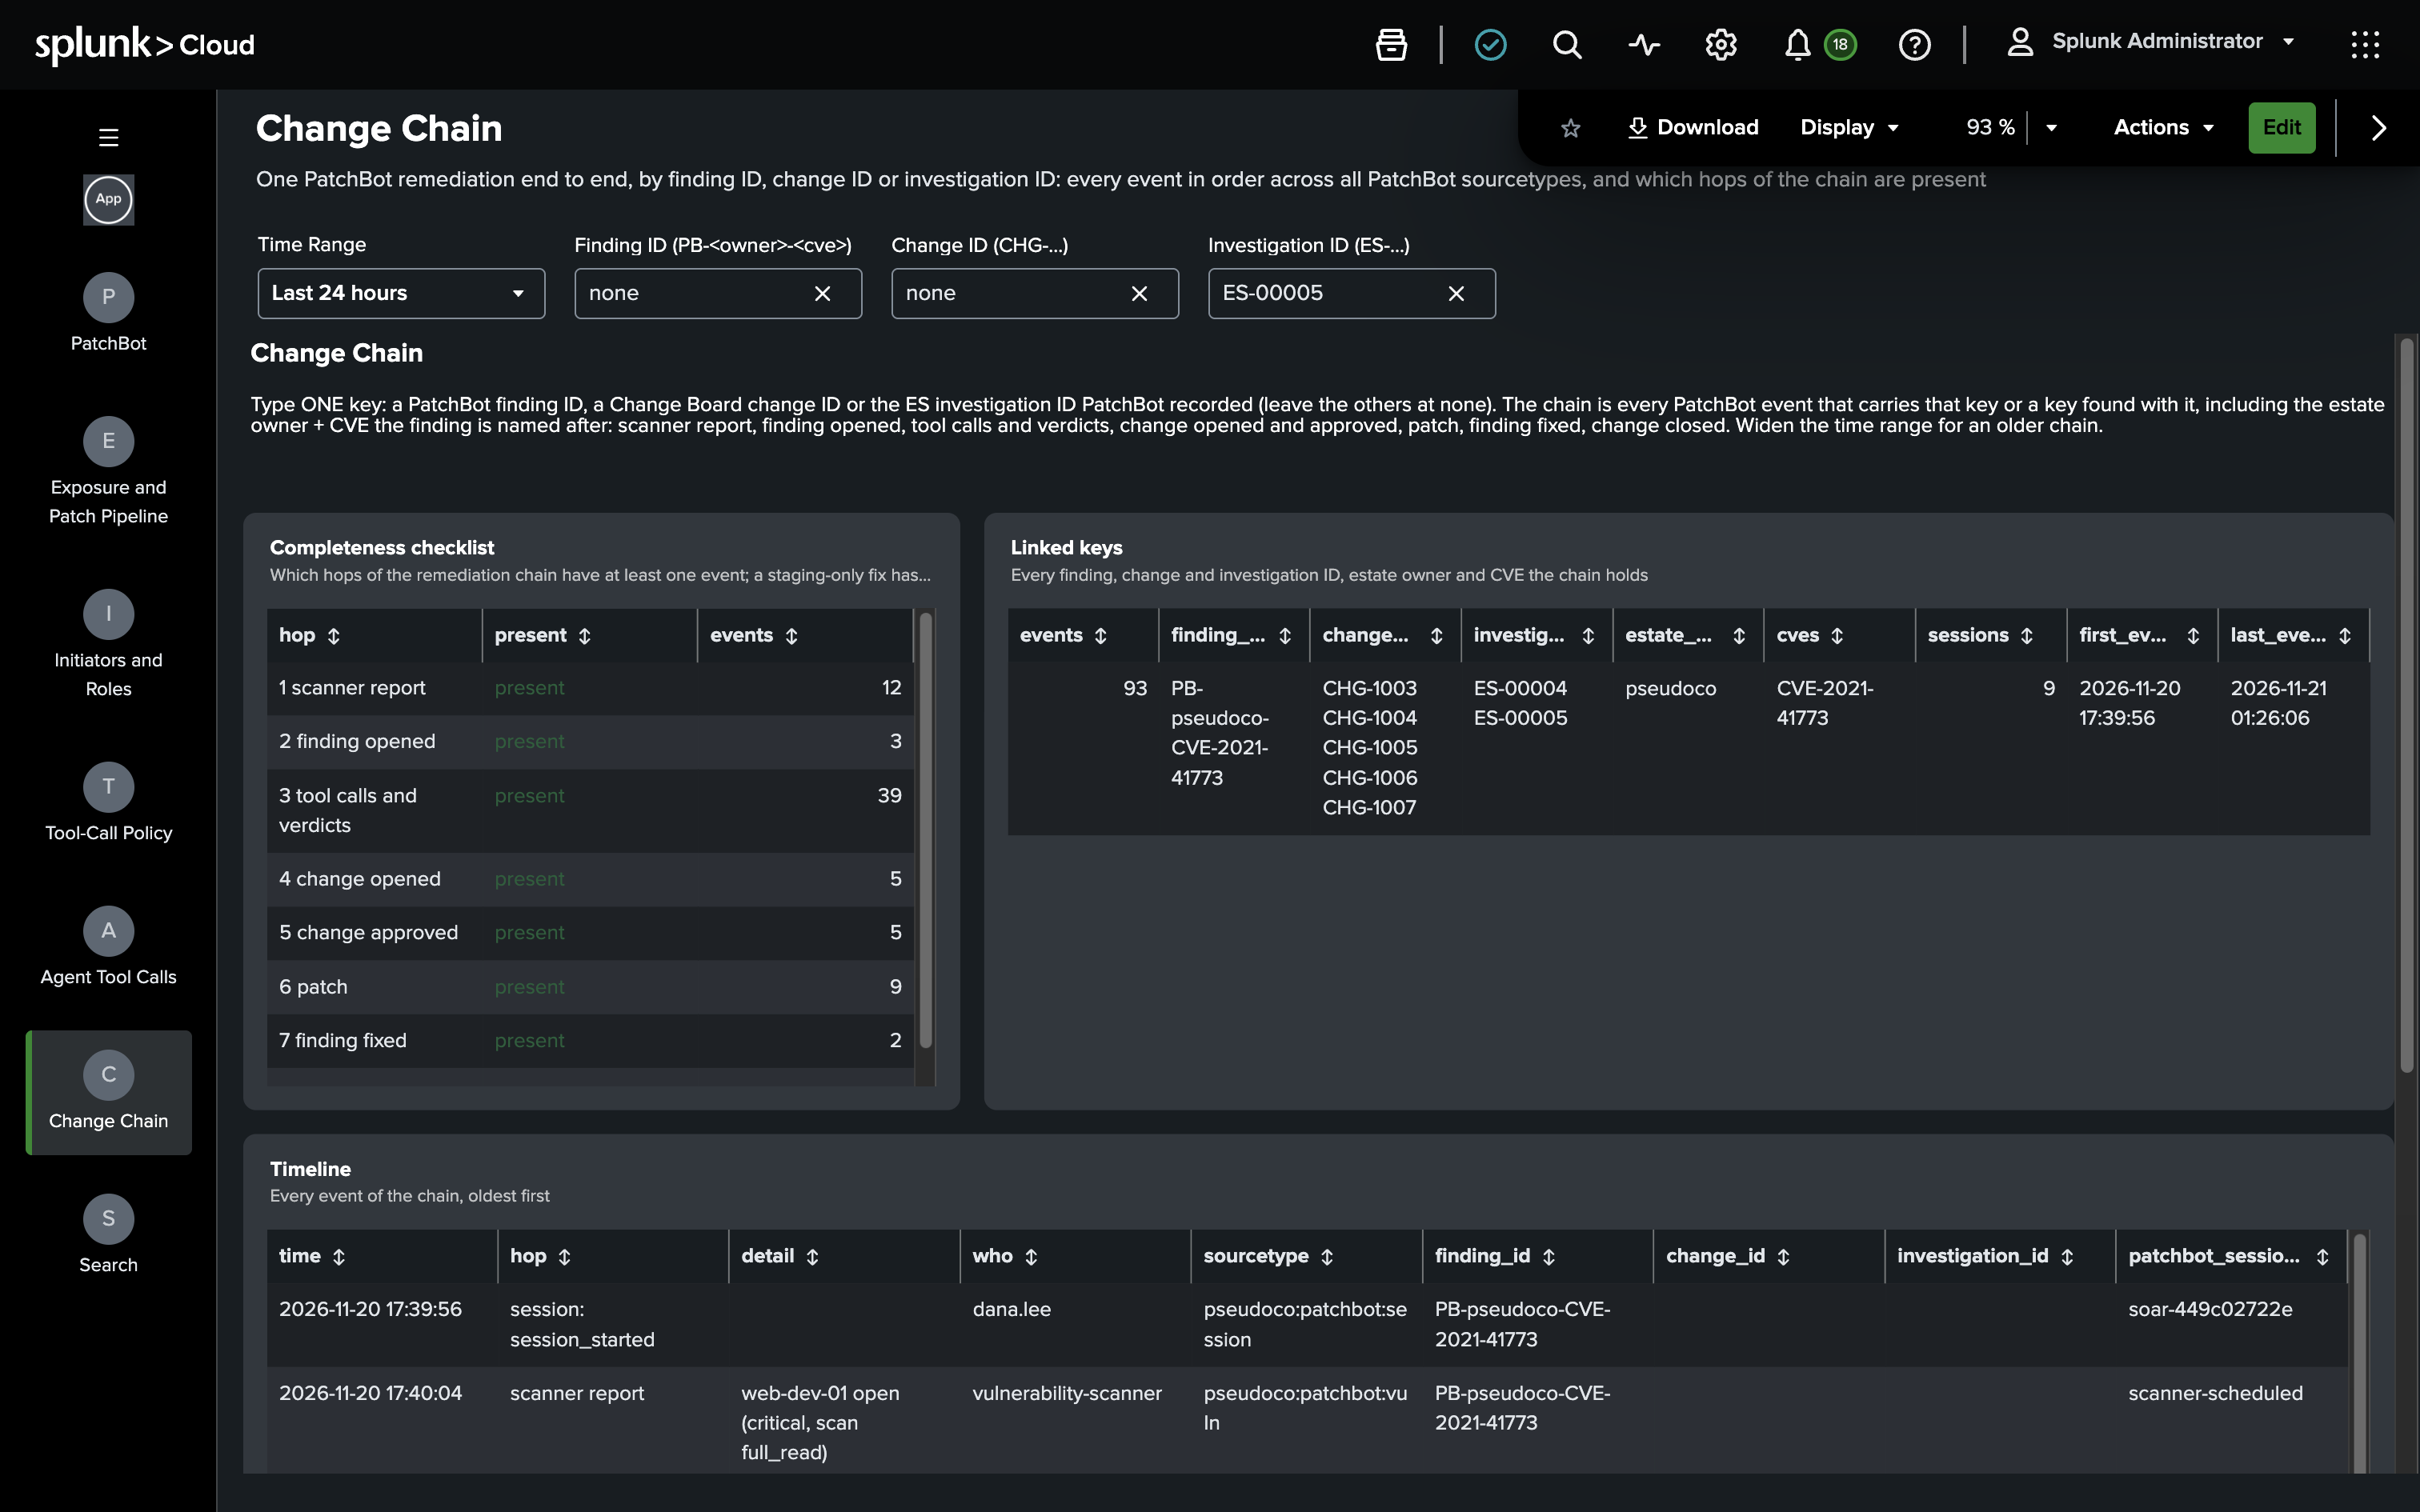 splunk>Cloud
18
Splunk Administrator
Change Chain
Download
Display
93 %
Actions
Edit
One PatchBot remediation end to end, by finding ID, change ID or investigation ID: every event in order across all PatchBot sourcetypes, and which hops of the chain are present
App
P
PatchBot
E
Exposure and
Patch Pipeline
I
Initiators and
Roles
T
Tool-Call Policy
A
Agent Tool Calls
C
Change Chain
S
Search
Time Range
Finding ID (PB-<owner>-<cve>)
Change ID (CHG-...)
Investigation ID (ES-...)
Last 24 hours
none
none
ES-00005
Change Chain
Type ONE key: a PatchBot finding ID, a Change Board change ID or the ES investigation ID PatchBot recorded (leave the others at none). The chain is every PatchBot event that carries that key or a key found with it, including the estate
owner + CVE the finding is named after: scanner report, finding opened, tool calls and verdicts, change opened and approved, patch, finding fixed, change closed. Widen the time range for an older chain.
Completeness checklist
Which hops of the remediation chain have at least one event; a staging-only fix has...
hop present events
1 scanner report present 12
2 finding opened present 3
3 tool calls and present 39
verdicts
4 change opened present 5
5 change approved present 5
6 patch present 9
7 finding fixed present 2
Linked keys
Every finding, change and investigation ID, estate owner and CVE the chain holds
events finding_... change... investig... estate_... cves sessions first_ev... last_eve...
93 PB- CHG-1003 ES-00004 pseudoco CVE-2021- 9 2026-11-20 2026-11-21
pseudoco- CHG-1004 ES-00005 41773 17:39:56 01:26:06
CVE-2021- CHG-1005
41773 CHG-1006
CHG-1007
Timeline
Every event of the chain, oldest first
time hop detail who sourcetype finding_id change_id investigation_id patchbot_sessio...
2026-11-20 17:39:56 session: dana.lee pseudoco:patchbot:se PB-pseudoco-CVE- soar-449c02722e
session_started ssion 2021-41773
2026-11-20 17:40:04 scanner report web-dev-01 open vulnerability-scanner pseudoco:patchbot:vu PB-pseudoco-CVE- scanner-scheduled
(critical, scan ln 2021-41773
full_read)